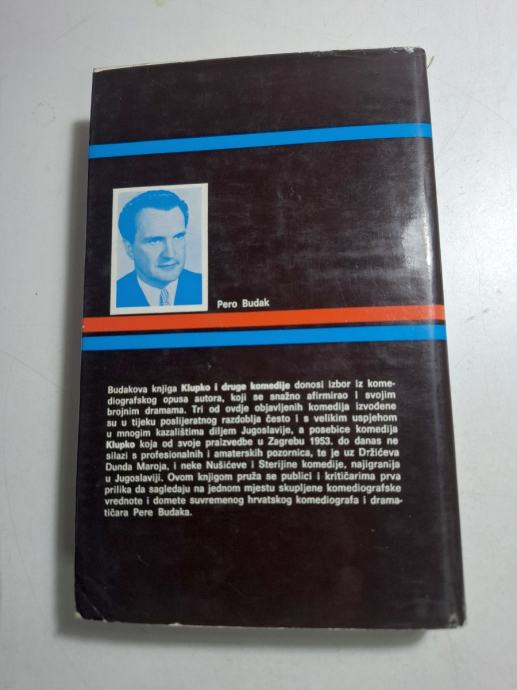 Pero Budak
Budakova knjiga Klupko i druge komedije donosi izbor iz kome-
diografskog opusa autora, koji se snažno afirmirao i svojim
brojnim dramama. Tri od ovdje objavljenih komedija izvođene
su u tijeku poslijeratnog razdoblja često i s velikim uspjehom
u mnogim kazalištima diljem Jugoslavije, a posebice komedija
Klupko koja od svoje praizvedbe u Zagrebu 1953. do danas ne
silazi s profesionalnih i amaterskih pozornica, te je uz Držićeva
Dunda Maroja, i neke Nušićeve i Sterijine komedije, najigranija
u Jugoslaviji. Ovom knjigom pruža se publici i kritičarima prva
prilika da sagledaju na jednom mjestu skupljene komediografske
vrednote i domete suvremenog hrvatskog komediografa i drama-
tičara Pere Budaka.